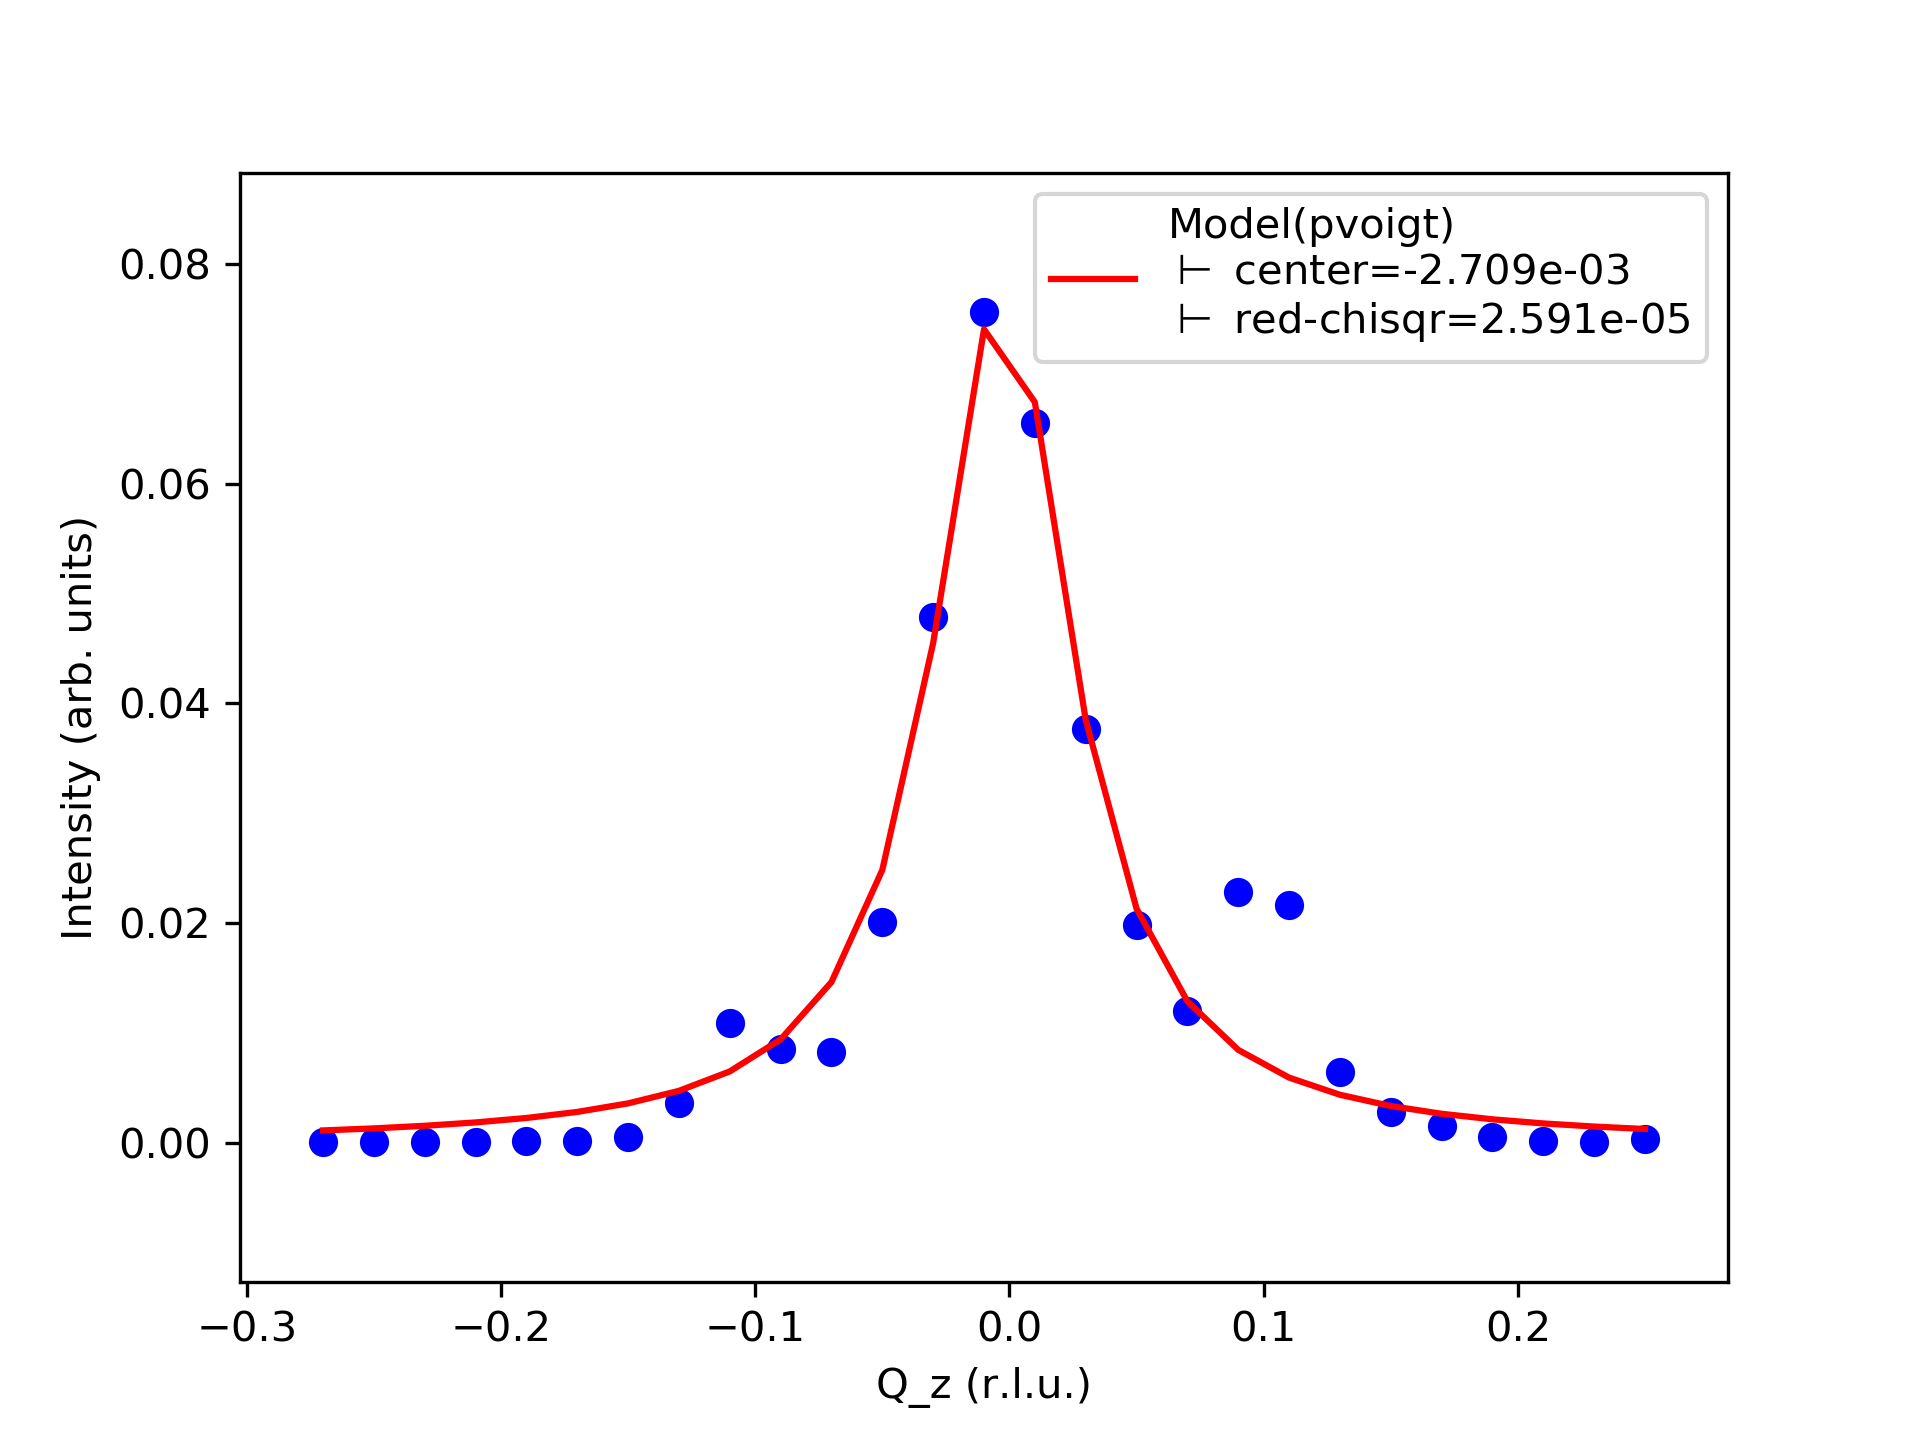 Model(pvoigt)
⊢ center=-2.709e-03
⊢ red-chisqr=2.591e-05
0.08
0.06
0.04
0.02
0.00
Intensity (arb. units)
−0.3 −0.2 −0.1 0.0 0.1 0.2
Q_z (r.l.u.)